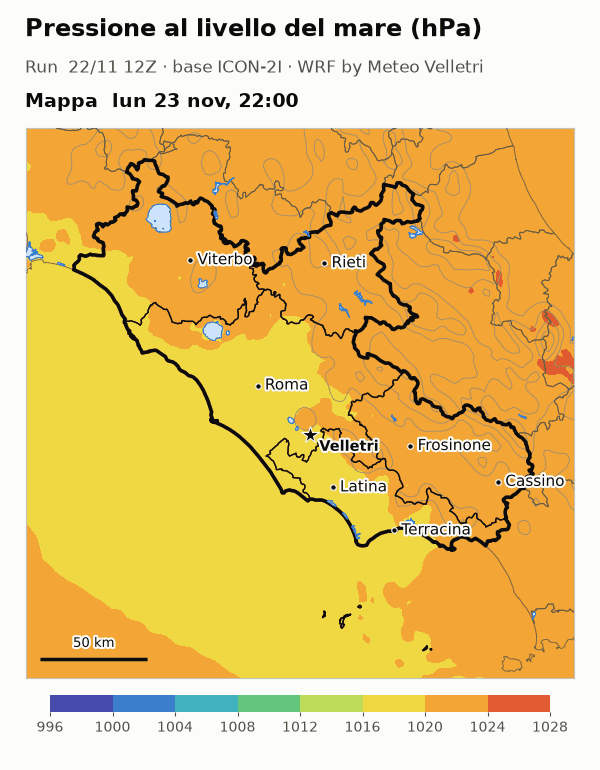 Pressione al livello del mare (hPa)
Run  22/11 12Z · base ICON-2I · WRF by Meteo Velletri
Mappa  lun 23 nov, 22:00
Viterbo
Rieti
Roma
Velletri
Frosinone
Cassino
Latina
Terracina
50 km
996 1000 1004 1008 1012 1016 1020 1024 1028